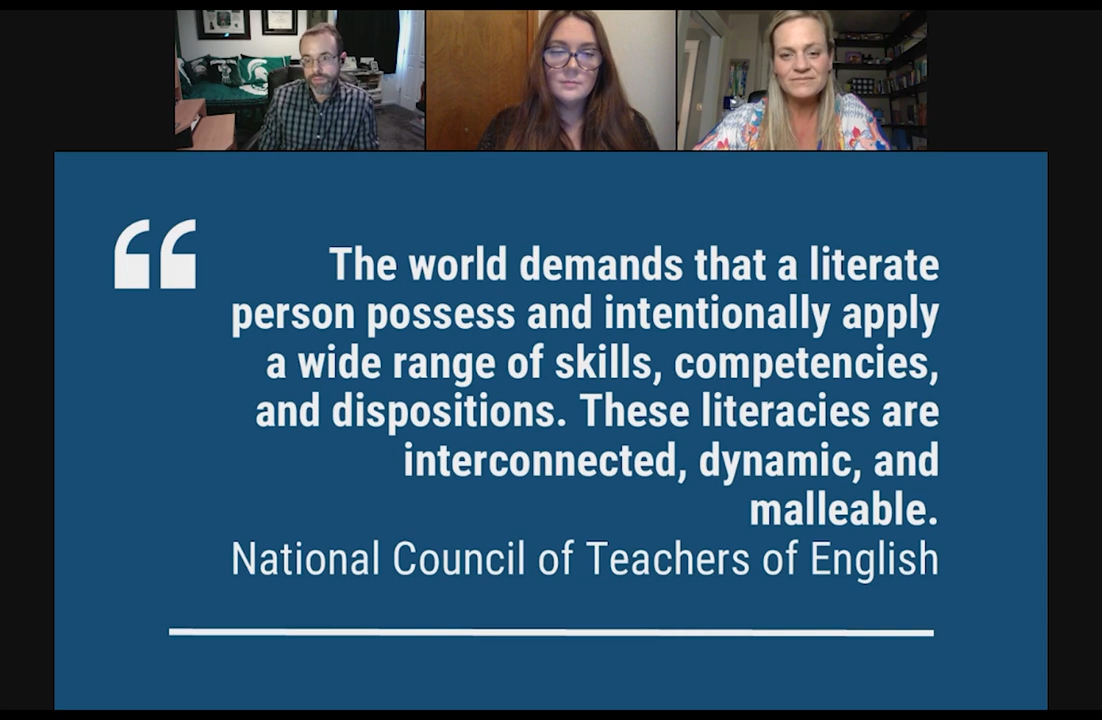 “
The world demands that a literate
person possess and intentionally apply
a wide range of skills, competencies,
and dispositions. These literacies are
interconnected, dynamic, and
malleable.
National Council of Teachers of English